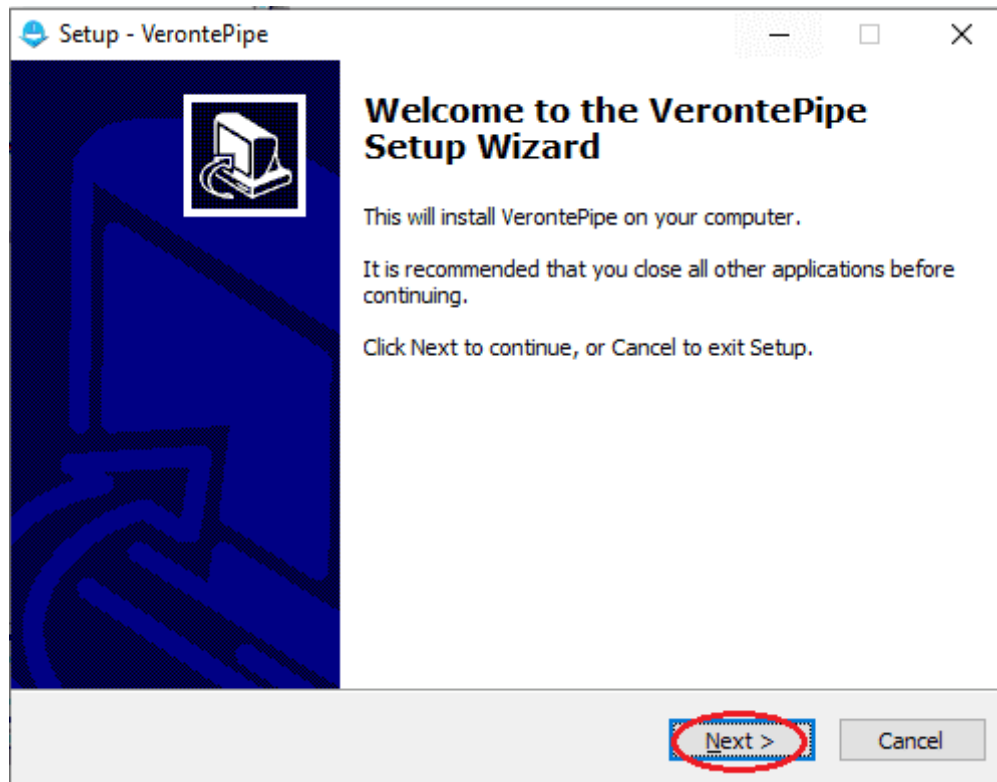 Setup - VerontePipe
Welcome to the VerontePipe
Setup Wizard
This will install VerontePipe on your computer.
It is recommended that you close all other applications before
continuing.
Click Next to continue, or Cancel to exit Setup.
Next >
Cancel